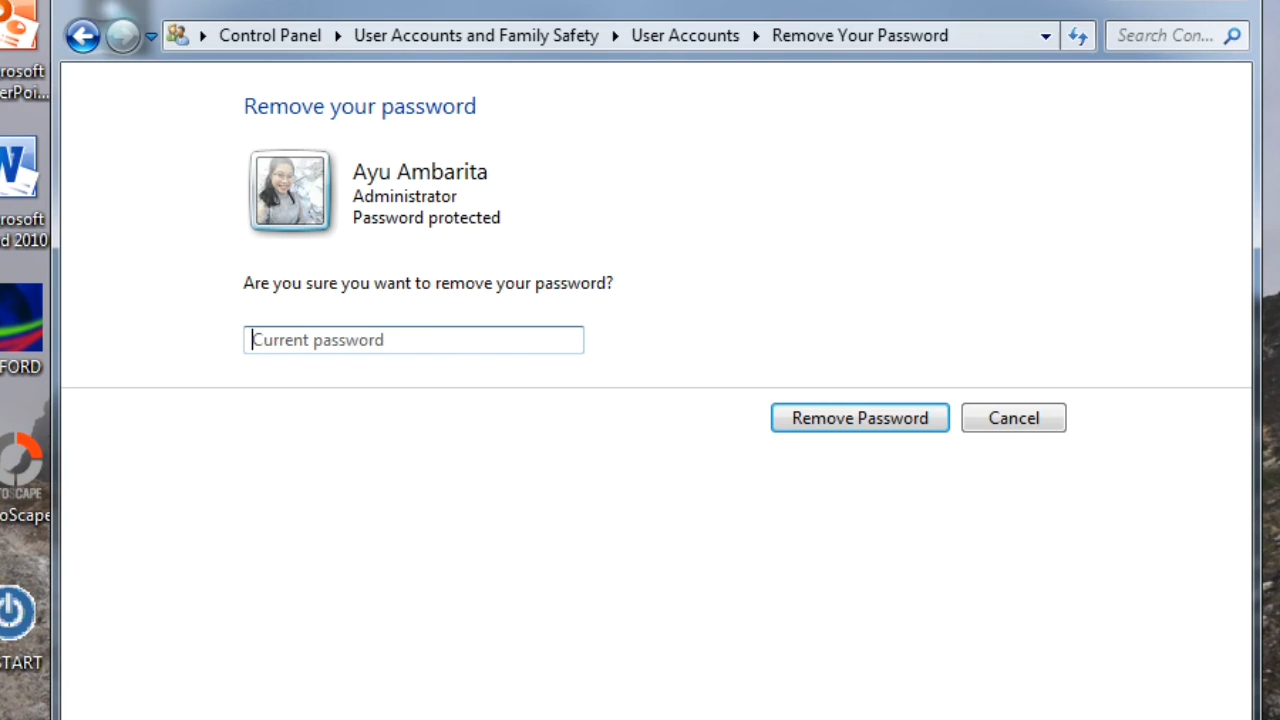 Control Panel
User Accounts and Family Safety
User Accounts
Remove Your Password
Search Con...
rosoft
erPoi...
rosoft
d 2010
FORD
TO SCAPE
oScape
START
Remove your password
Ayu Ambarita
Administrator
Password protected
Are you sure you want to remove your password?
Current password
Remove Password
Cancel